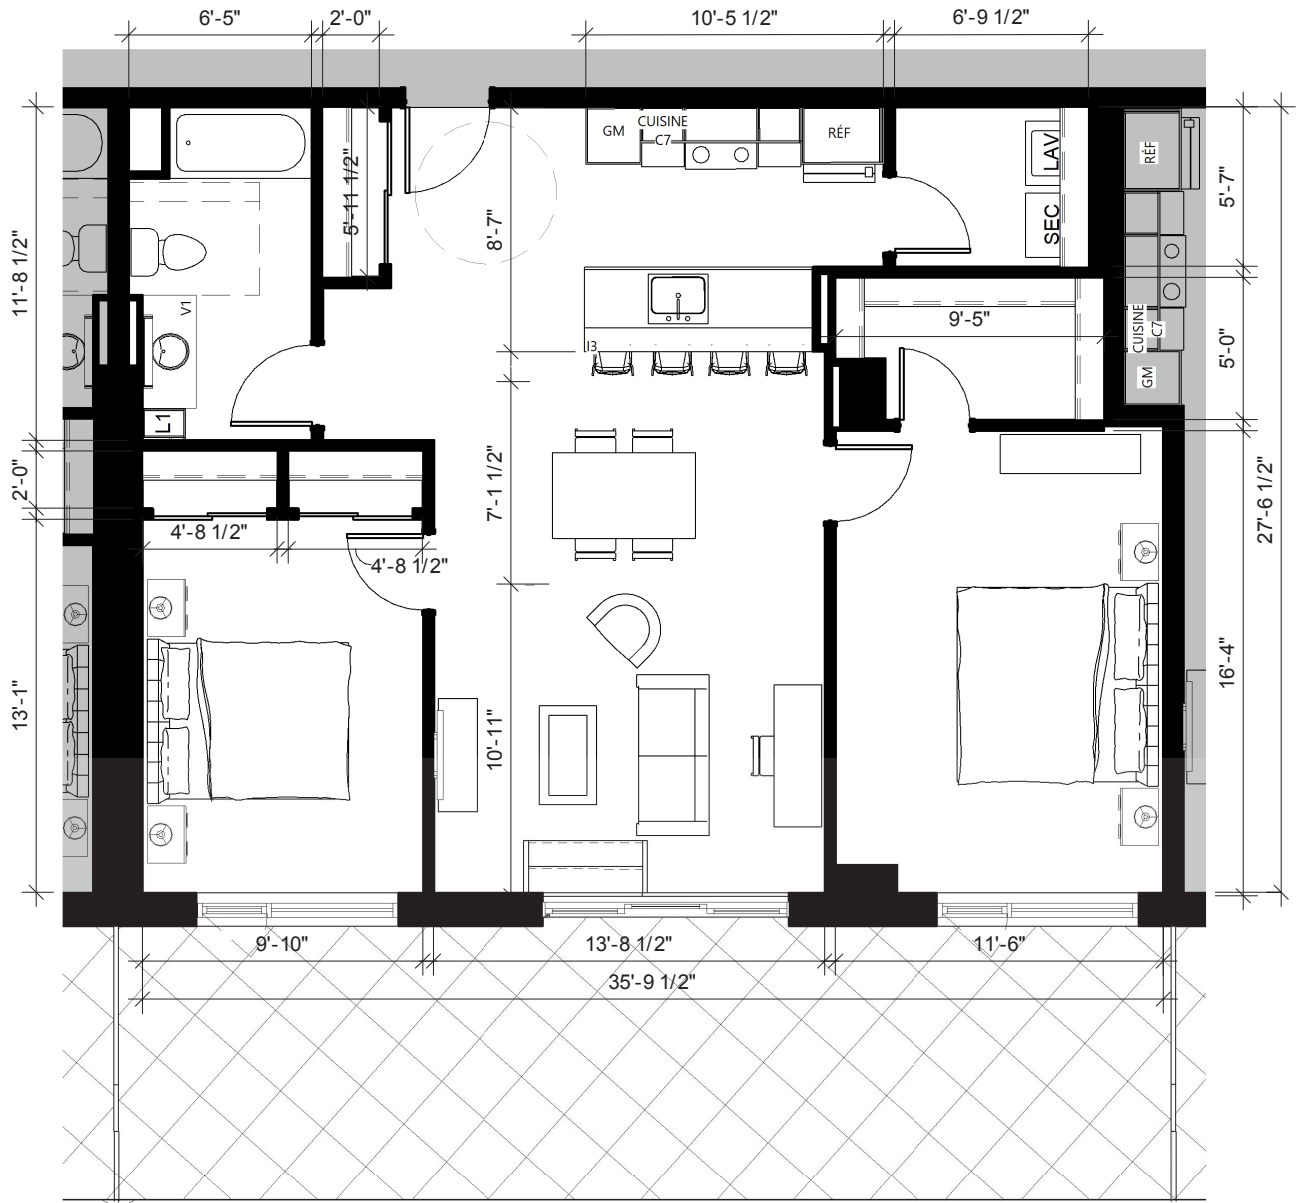 6'-5"
2'-0"
10'-5 1/2"
6'-9 1/2"
GM
CUISINE
C7
RÉF
LAV
SEC
RÉF
5'-11 1/2"
8'-7"
5'-7"
11'-8 1/2"
V1
I3
9'-5"
CUISINE
C7
GM
5'-0"
L1
2'-0"
7'-1 1/2"
27'-6 1/2"
4'-8 1/2"
4'-8 1/2"
13'-1"
10'-11"
16'-4"
9'-10"
13'-8 1/2"
11'-6"
35'-9 1/2"